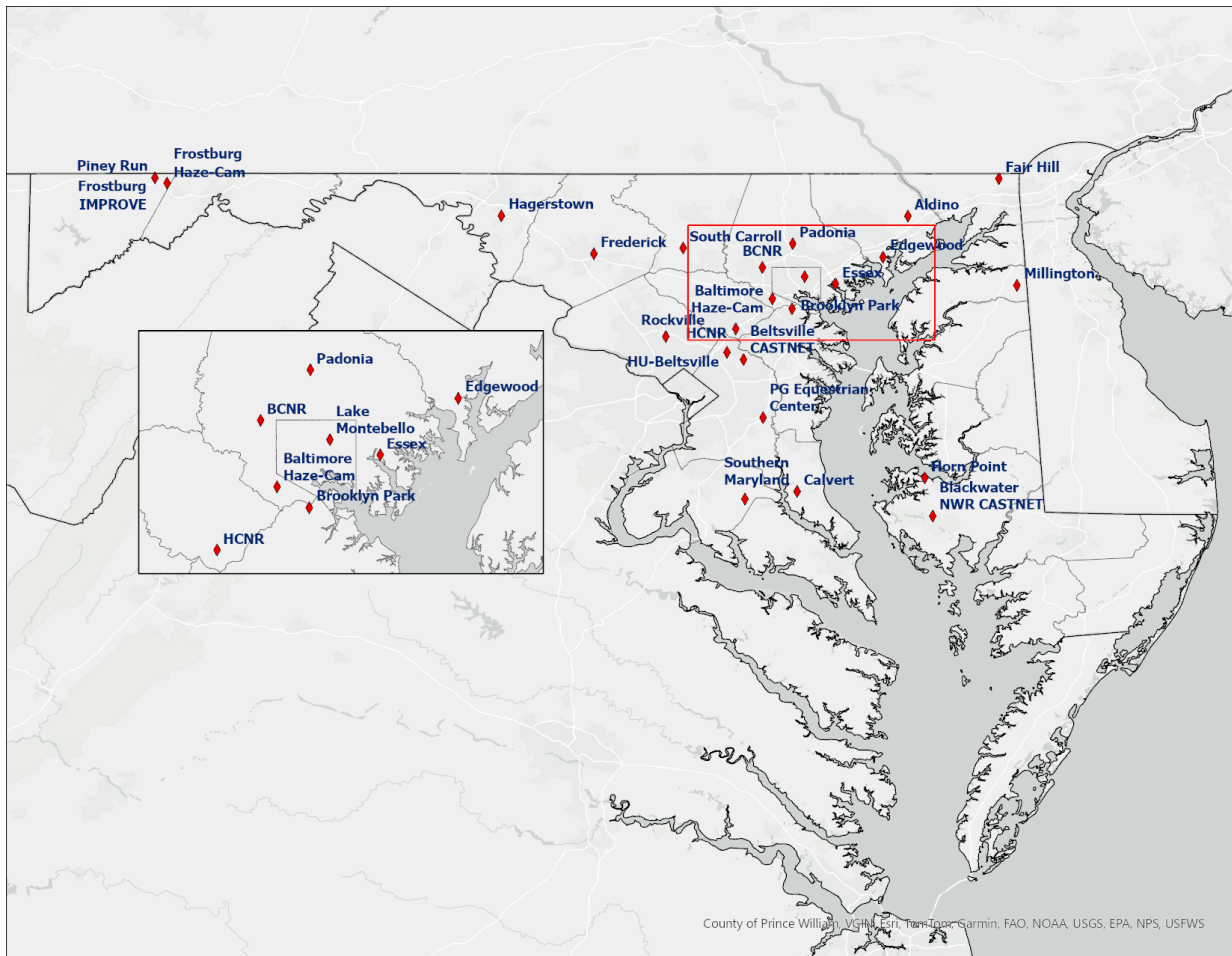 Frostburg
Haze-Cam
Piney Run
Frostburg
IMPROVE
Hagerstown
Frederick
South Carroll
BCNR
Padonia
Aldino
Fair Hill
Edgewood
Essex
Millington
Baltimore
Haze-Cam
Brooklyn Park
Rockville
HCNR
Beltsville
CASTNET
HU-Beltsville
PG Equestrian
Center
Southern
Maryland
Calvert
Horn Point
Blackwater
NWR CASTNET
Padonia
Edgewood
BCNR
Lake
Montebello
Essex
Baltimore
Haze-Cam
Brooklyn Park
HCNR
County of Prince William, VGIN, Esri, TomTom, Garmin, FAO, NOAA, USGS, EPA, NPS, USFWS